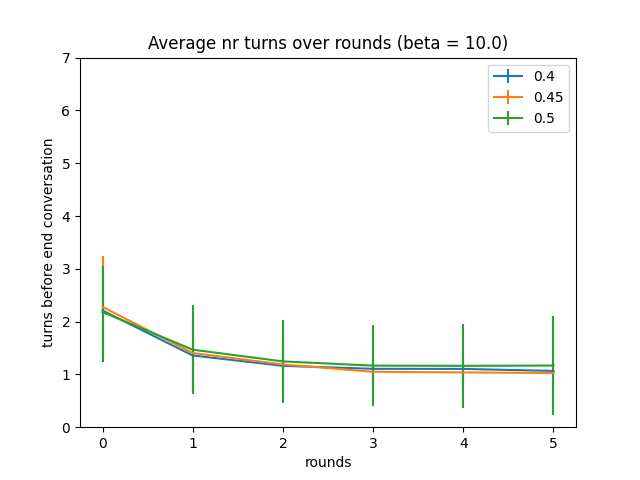 Average nr turns over rounds (beta = 10.0)
7
6
5
4
3
2
1
0
turns before end conversation
0.4
0.45
0.5
0 1 2 3 4 5
rounds